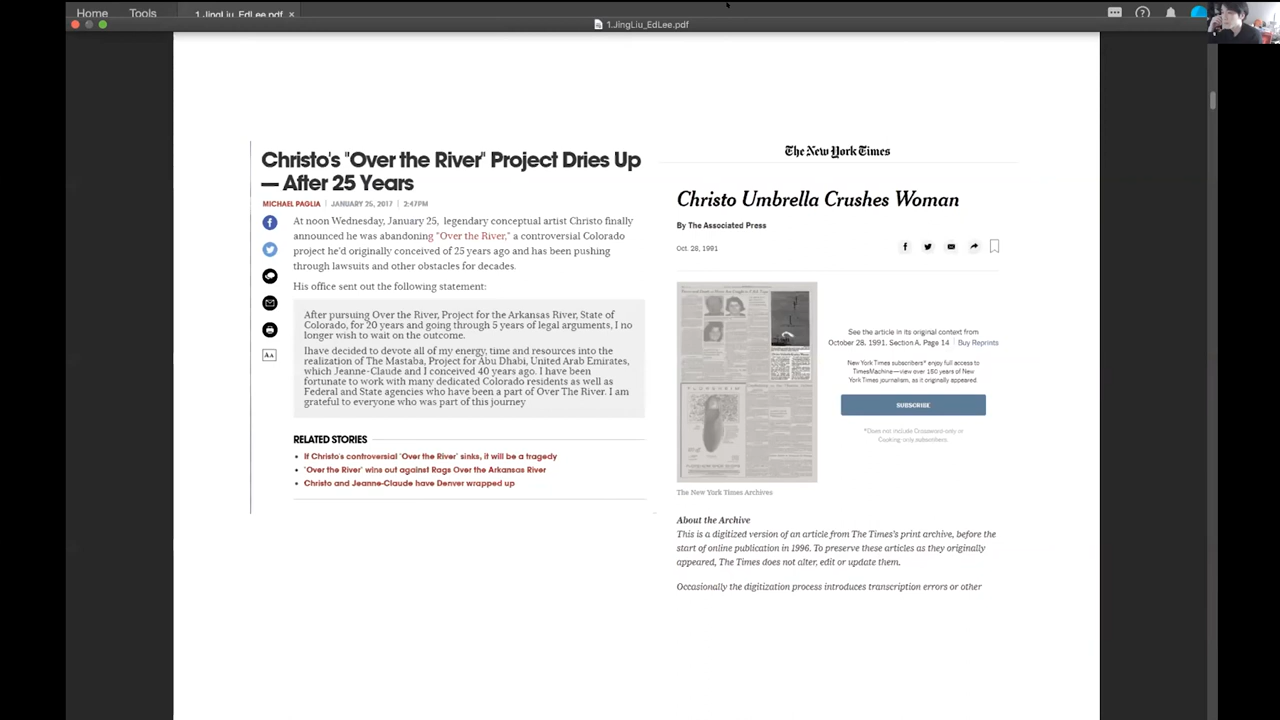 Home Tools 1.JingLiu_EdLee.pdf ×
1.JingLiu_EdLee.pdf
Christo's "Over the River" Project Dries Up
— After 25 Years
MICHAEL PAGLIA | JANUARY 25, 2017 | 2:47PM
At noon Wednesday, January 25, legendary conceptual artist Christo finally
announced he was abandoning "Over the River," a controversial Colorado
project he'd originally conceived of 25 years ago and has been pushing
through lawsuits and other obstacles for decades.
His office sent out the following statement:
After pursuing Over the River, Project for the Arkansas River, State of
Colorado, for 20 years and going through 5 years of legal arguments, I no
longer wish to wait on the outcome.
Ihave decided to devote all of my energy, time and resources into the
realization of The Mastaba, Project for Abu Dhabi, United Arab Emirates,
which Jeanne-Claude and I conceived 40 years ago. I have been
fortunate to work with many dedicated Colorado residents as well as
Federal and State agencies who have been a part of Over The River. I am
grateful to everyone who was part of this journey
AA
RELATED STORIES
• If Christo's controversial 'Over the River' sinks, it will be a tragedy
• 'Over the River' wins out against Rags Over the Arkansas River
• Christo and Jeanne-Claude have Denver wrapped up
The New York Times
Christo Umbrella Crushes Woman
By The Associated Press
Oct. 28, 1991
See the article in its original context from
October 28, 1991, Section A, Page 14 | Buy Reprints
New York Times subscribers* enjoy full access to
TimesMachine—view over 150 years of New
York Times journalism, as it originally appeared.
SUBSCRIBE
*Does not include Crossword-only or
Cooking-only subscribers.
The New York Times Archives
About the Archive
This is a digitized version of an article from The Times's print archive, before the
start of online publication in 1996. To preserve these articles as they originally
appeared, The Times does not alter, edit or update them.
Occasionally the digitization process introduces transcription errors or other